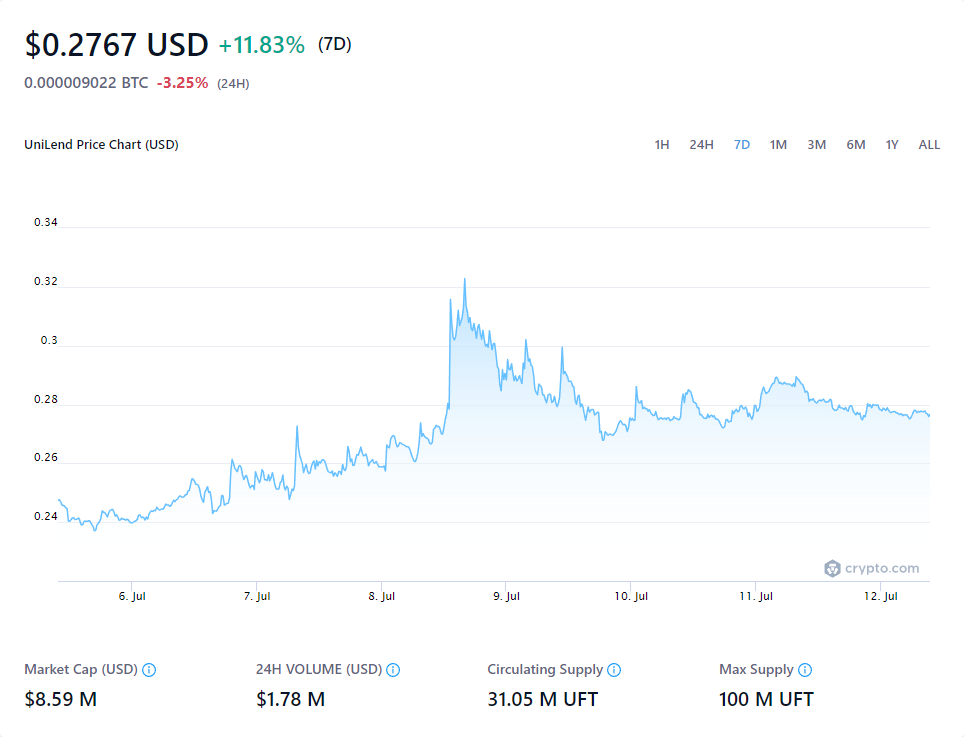 $0.2767 USD +11.83% (7D)
0.000009022 BTC -3.25% (24H)
UniLend Price Chart (USD) 1H 24H 7D 1M 3M 6M 1Y ALL
0.34
0.32
0.3
0.28
0.26
0.24
crypto.com
6. Jul 7. Jul 8. Jul 9. Jul 10. Jul 11. Jul 12. Jul
Market Cap (USD) 24H VOLUME (USD) Circulating Supply Max Supply
$8.59 M $1.78 M 31.05 M UFT 100 M UFT